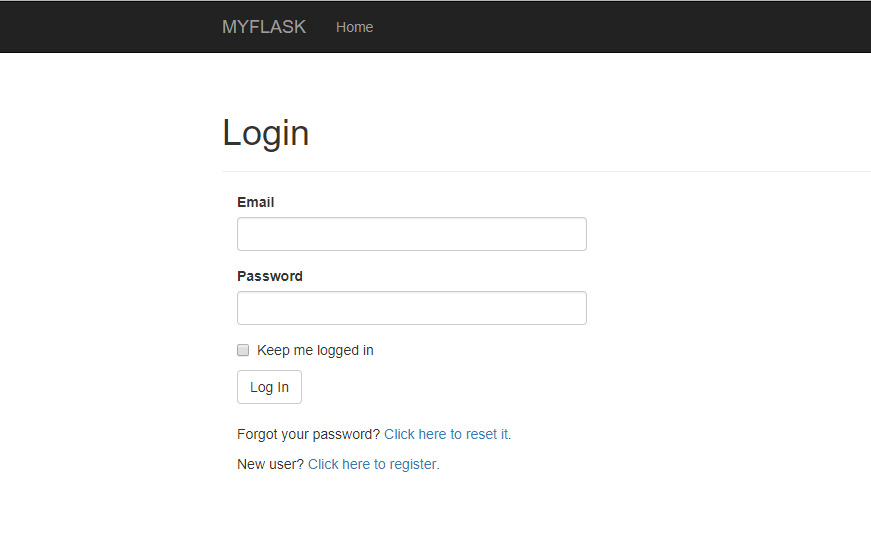 MYFLASK Home
Login
Email
Password
Keep me logged in
Log In
Forgot your password? Click here to reset it.
New user? Click here to register.